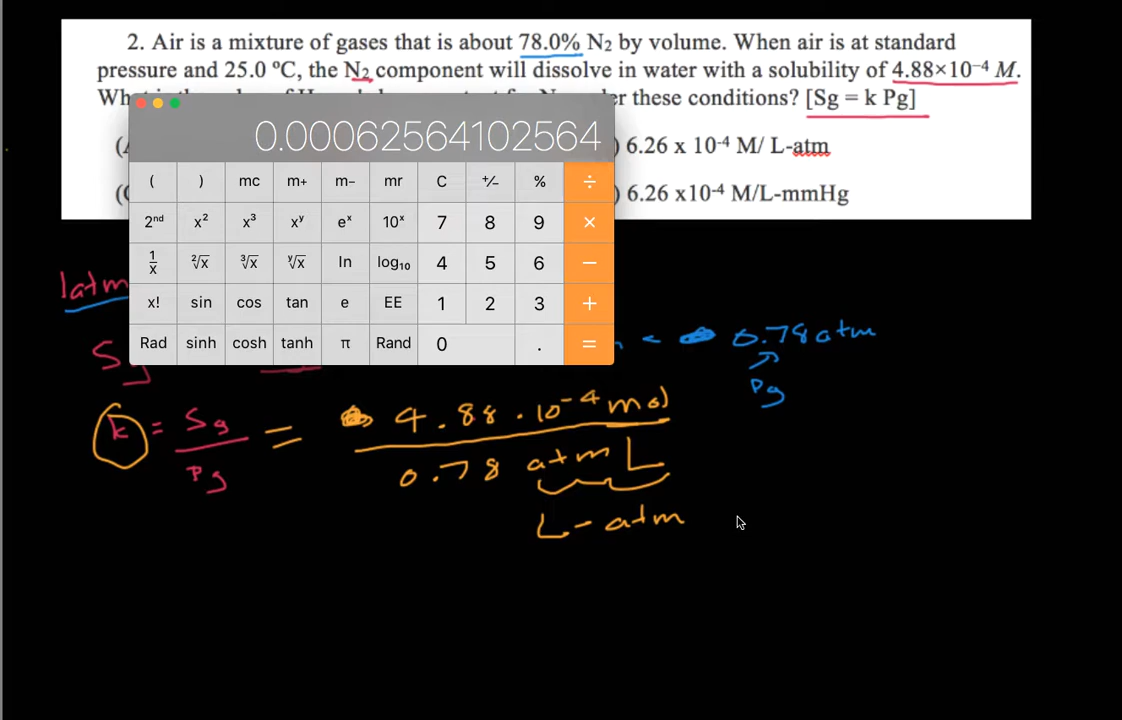 2. Air is a mixture of gases that is about 78.0% N2 by volume. When air is at standard
pressure and 25.0 ºC, the N2 component will dissolve in water with a solubility of 4.88×10⁻⁴ M.
these conditions? [Sg = k Pg]
) 6.26 x 10⁻⁴ M/ L-atm
) 6.26 x10⁻⁴ M/L-mmHg
0.00062564102564
( ) mc m+ m- mr C +/- % ÷
2nd x² x³ xʸ eˣ 10ˣ 7 8 9 ×
1/x ²√x ³√x ʸ√x ln log₁₀ 4 5 6 −
x! sin cos tan e EE 1 2 3 +
Rad sinh cosh tanh π Rand 0 . =
1atm
0.78 atm
Sg
Pg
k = Sg / Pg = 4.88 · 10⁻⁴ mol / 0.78 atm L
L - atm